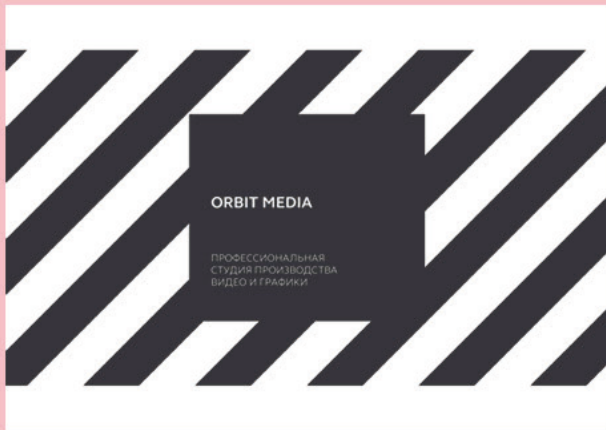 ORBIT MEDIA
ПРОФЕССИОНАЛЬНАЯ
СТУДИЯ ПРОИЗВОДСТВА
ВИДЕО И ГРАФИКИ